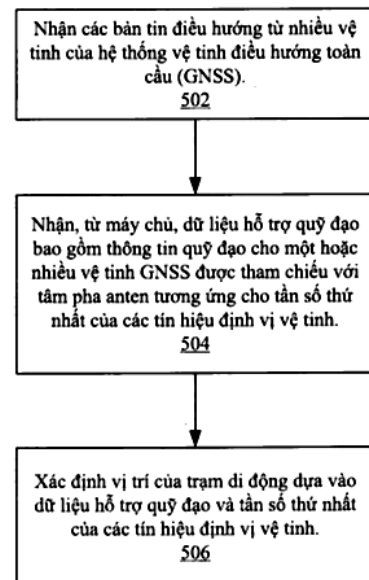 Nhận các bản tin điều hướng từ nhiều vệ
tinh của hệ thống vệ tinh điều hướng toàn
cầu (GNSS).
502
Nhận, từ máy chủ, dữ liệu hỗ trợ quỹ đạo
bao gồm thông tin quỹ đạo cho một hoặc
nhiều vệ tinh GNSS được tham chiếu với
tâm pha anten tương ứng cho tần số thứ
nhất của các tín hiệu định vị vệ tinh.
504
Xác định vị trí của trạm di động dựa vào
dữ liệu hỗ trợ quỹ đạo và tần số thứ nhất
của các tín hiệu định vị vệ tinh.
506